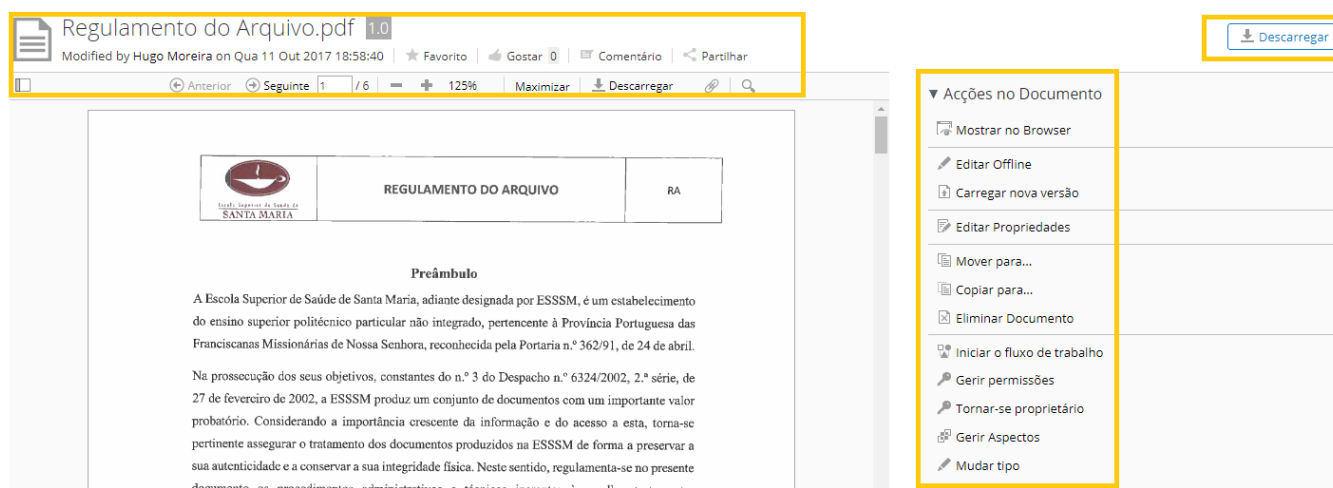 Regulamento do Arquivo.pdf 1.0
Modified by Hugo Moreira on Qua 11 Out 2017 18:58:40 Favorito Gostar 0 Comentário Partilhar
Descarregar
Anterior Seguinte 1 / 6 125% Maximizar Descarregar
Escola Superior de Saúde de
SANTA MARIA
REGULAMENTO DO ARQUIVO
RA
Preâmbulo
A Escola Superior de Saúde de Santa Maria, adiante designada por ESSSM, é um estabelecimento
do ensino superior politécnico particular não integrado, pertencente à Província Portuguesa das
Franciscanas Missionárias de Nossa Senhora, reconhecida pela Portaria n.º 362/91, de 24 de abril.
Na prossecução dos seus objetivos, constantes do n.º 3 do Despacho n.º 6324/2002, 2.ª série, de
27 de fevereiro de 2002, a ESSSM produz um conjunto de documentos com um importante valor
probatório. Considerando a importância crescente da informação e do acesso a esta, torna-se
pertinente assegurar o tratamento dos documentos produzidos na ESSSM de forma a preservar a
sua autenticidade e a conservar a sua integridade física. Neste sentido, regulamenta-se no presente
Acções no Documento
Mostrar no Browser
Editar Offline
Carregar nova versão
Editar Propriedades
Mover para...
Copiar para...
Eliminar Documento
Iniciar o fluxo de trabalho
Gerir permissões
Tornar-se proprietário
Gerir Aspectos
Mudar tipo